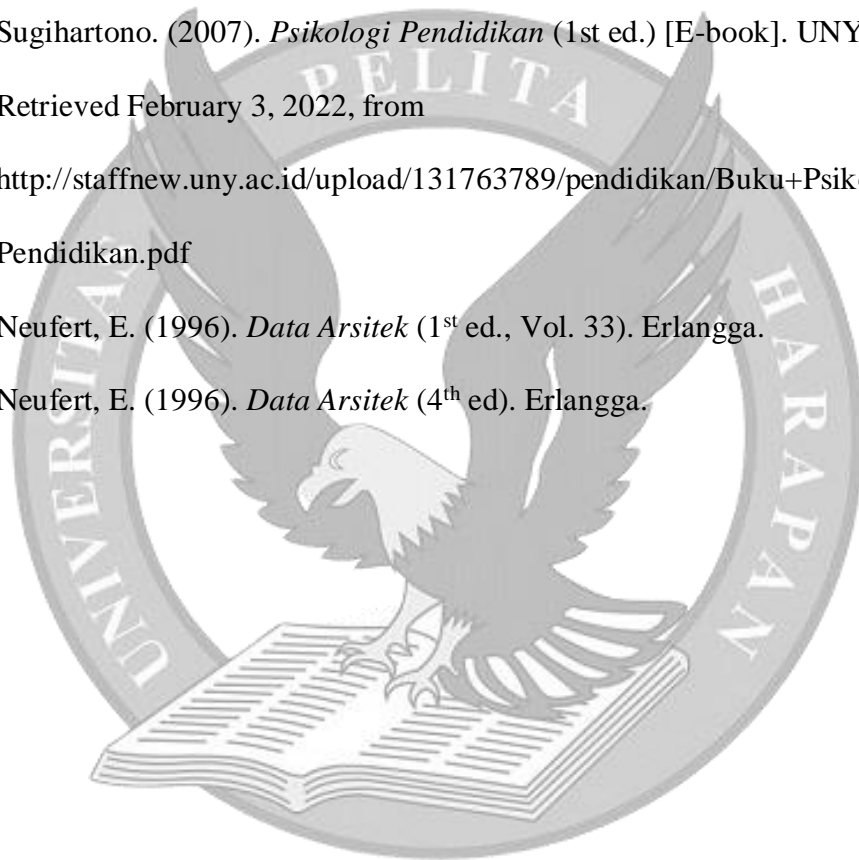 Sugihartono. (2007). Psikologi Pendidikan (1st ed.) [E-book]. UNY
Retrieved February 3, 2022, from
http://staffnew.uny.ac.id/upload/131763789/pendidikan/Buku+Psik
Pendidikan.pdf
Neufert, E. (1996). Data Arsitek (1st ed., Vol. 33). Erlangga.
Neufert, E. (1996). Data Arsitek (4th ed). Erlangga.
UNIVERSITAS PELITA HARAPAN